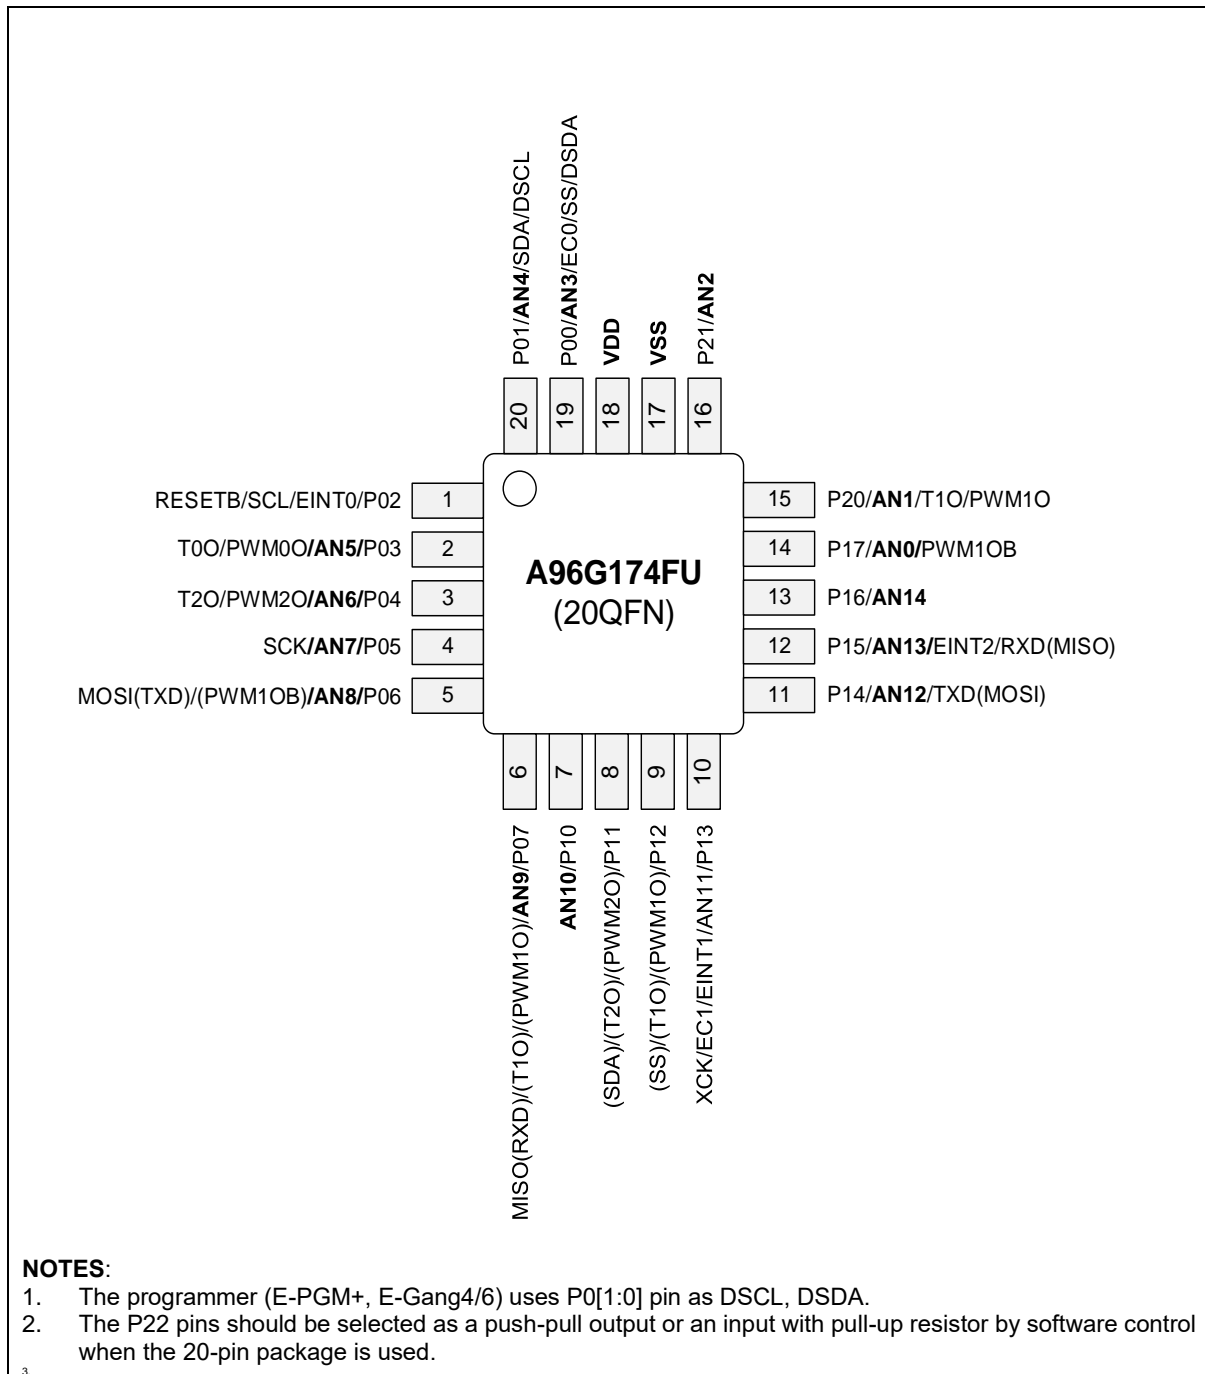 P01/AN4/SDA/DSCL
P00/AN3/EC0/SS/DSDA
VDD
VSS
P21/AN2
20
19
18
17
16
RESETB/SCL/EINT0/P02
1
15
P20/AN1/T1O/PWM1O
T0O/PWM0O/AN5/P03
2
14
P17/AN0/PWM1OB
T2O/PWM2O/AN6/P04
3
13
P16/AN14
SCK/AN7/P05
4
12
P15/AN13/EINT2/RXD(MISO)
MOSI(TXD)/(PWM1OB)/AN8/P06
5
11
P14/AN12/TXD(MOSI)
A96G174FU
(20QFN)
6
7
8
9
10
MISO(RXD)/(T1O)/(PWM1O)/AN9/P07
AN10/P10
(SDA)/(T2O)/(PWM2O)/P11
(SS)/(T1O)/(PWM1O)/P12
XCK/EC1/EINT1/AN11/P13
NOTES:
1. The programmer (E-PGM+, E-Gang4/6) uses P0[1:0] pin as DSCL, DSDA.
2. The P22 pins should be selected as a push-pull output or an input with pull-up resistor by software control
when the 20-pin package is used.
3